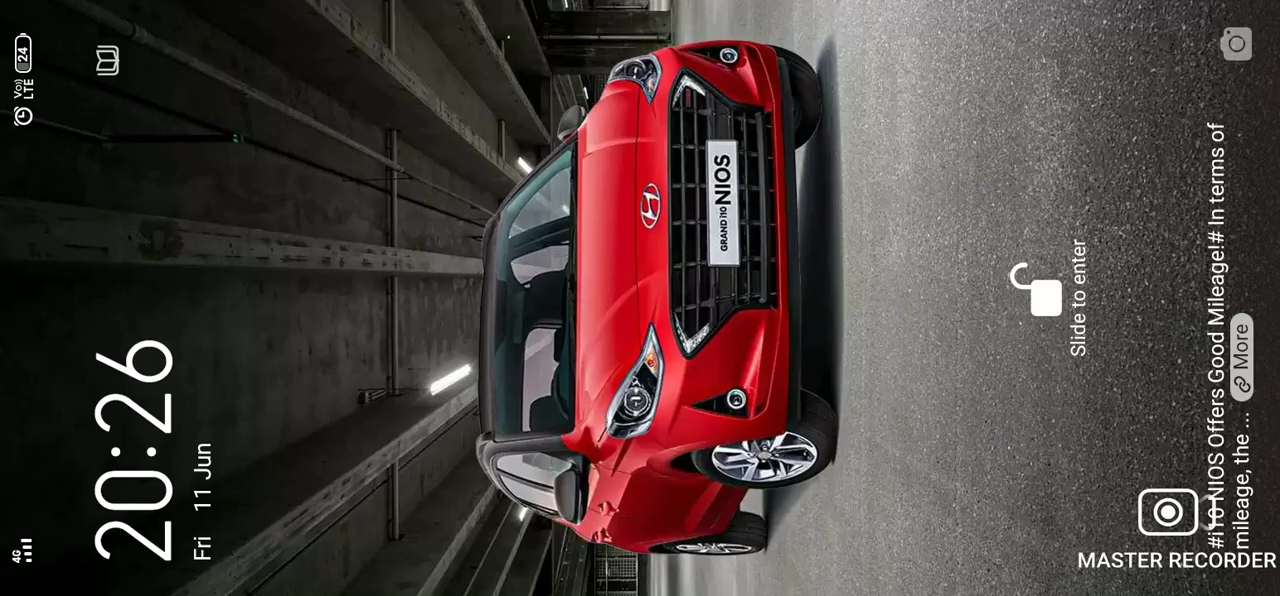 4G
Vo)) LTE
24
20:26
Fri 11 Jun
GRAND i10 NIOS
Slide to enter
#i10 NIOS Offers Good Mileage!# In terms of
mileage, the ... More
MASTER RECORDER